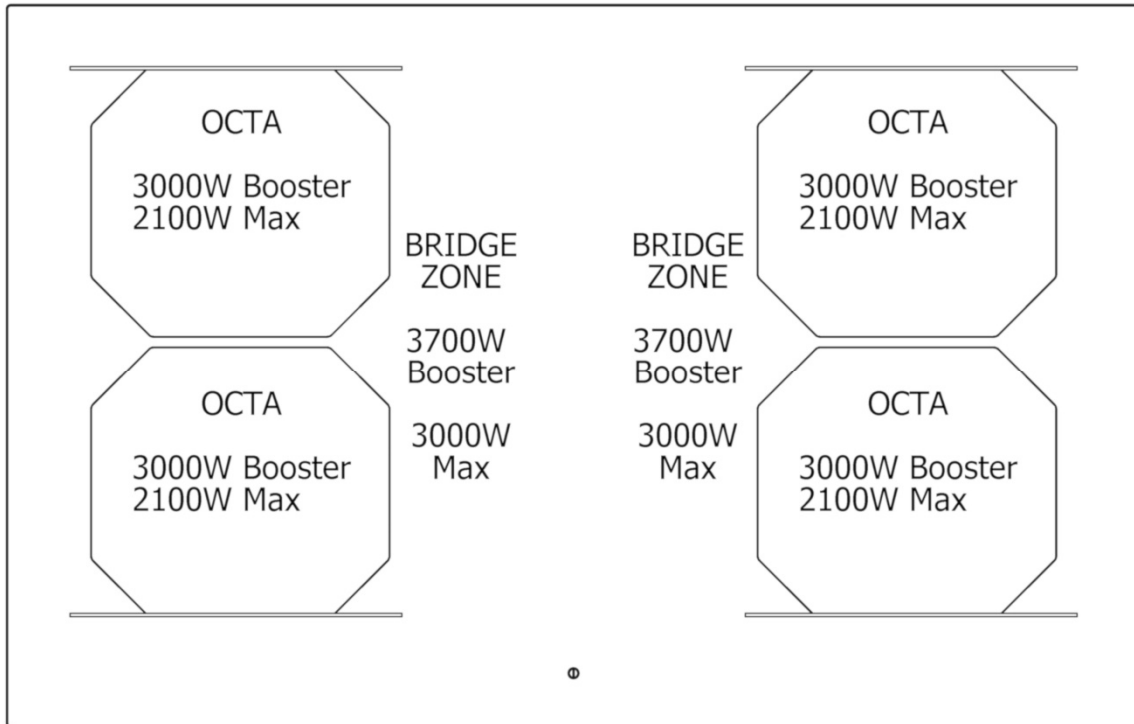 OCTA
3000W Booster
2100W Max
BRIDGE
ZONE
3700W
Booster
3000W
Max
OCTA
3000W Booster
2100W Max
BRIDGE
ZONE
3700W
Booster
3000W
Max
OCTA
3000W Booster
2100W Max
OCTA
3000W Booster
2100W Max